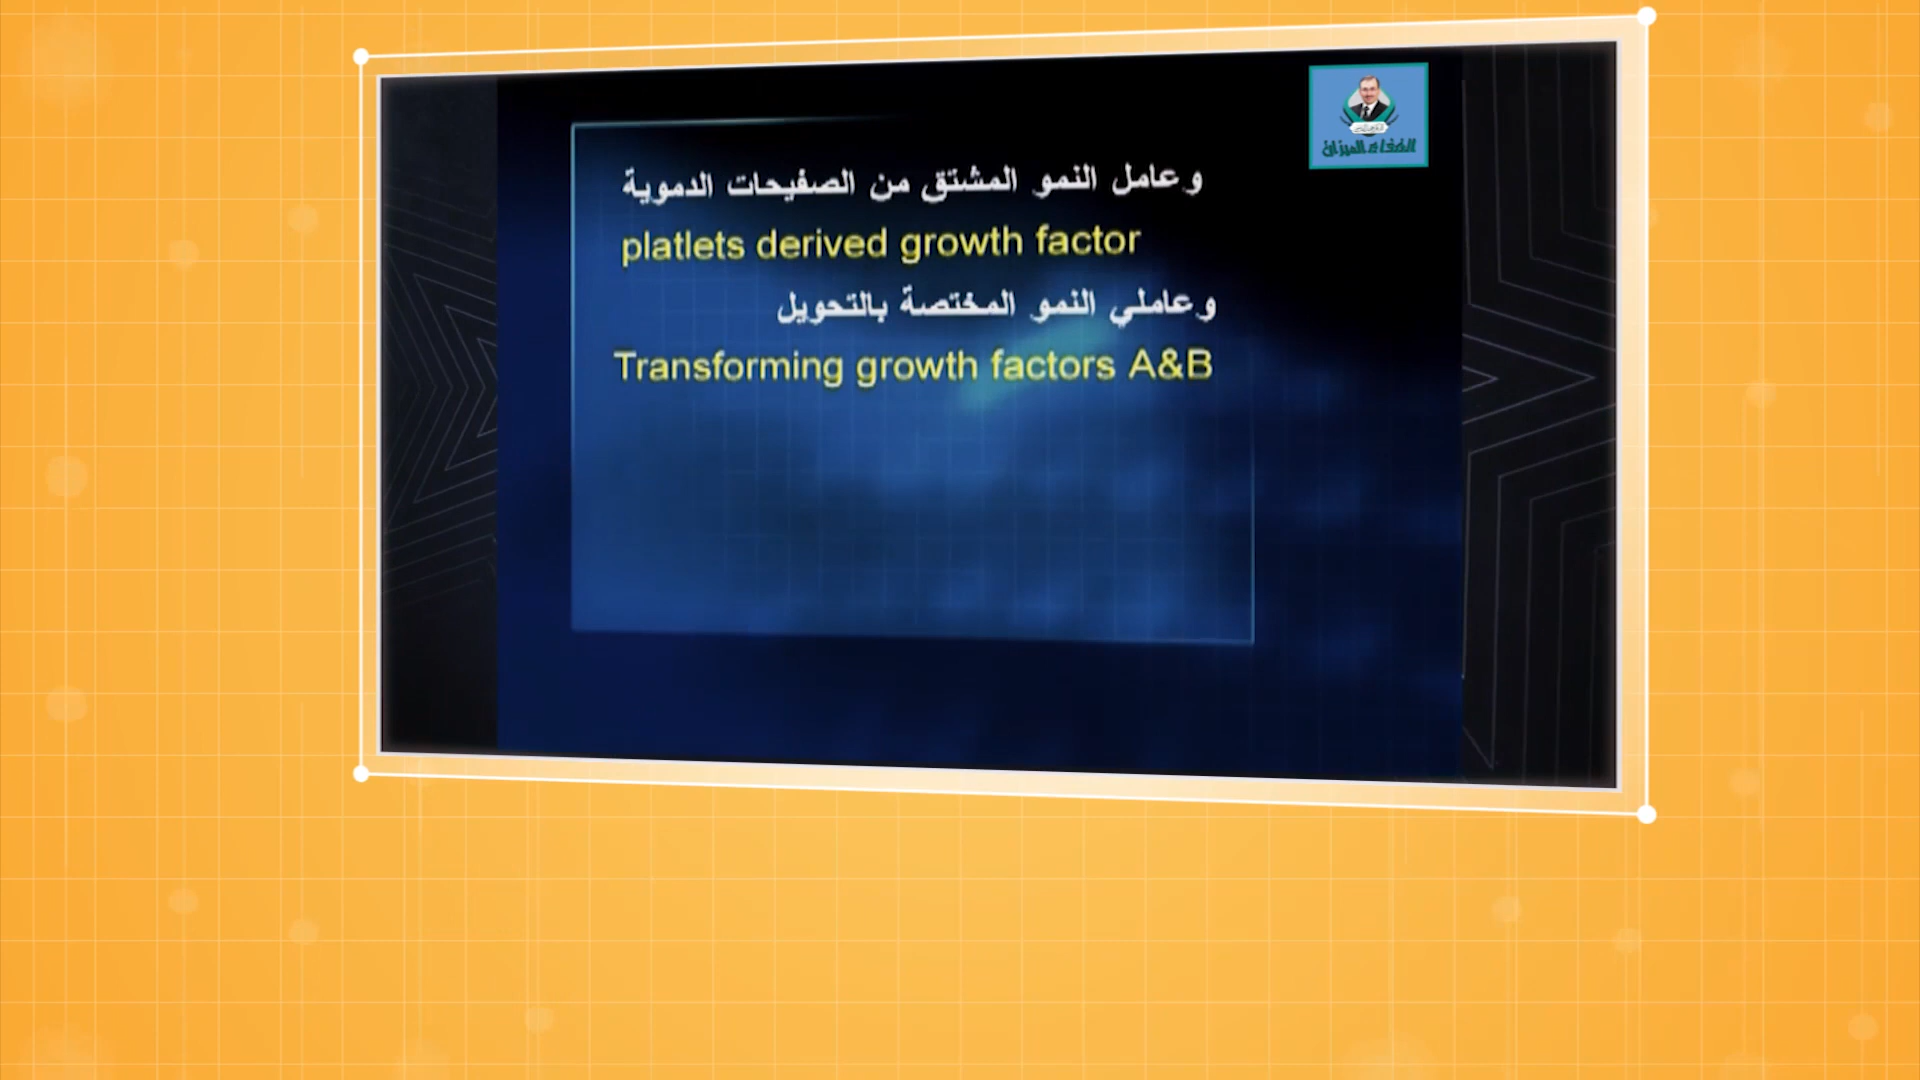 وعامل النمو المشتق من الصفيحات الدموية
platlets derived growth factor
وعاملي النمو المختصة بالتحويل
Transforming growth factors A&B